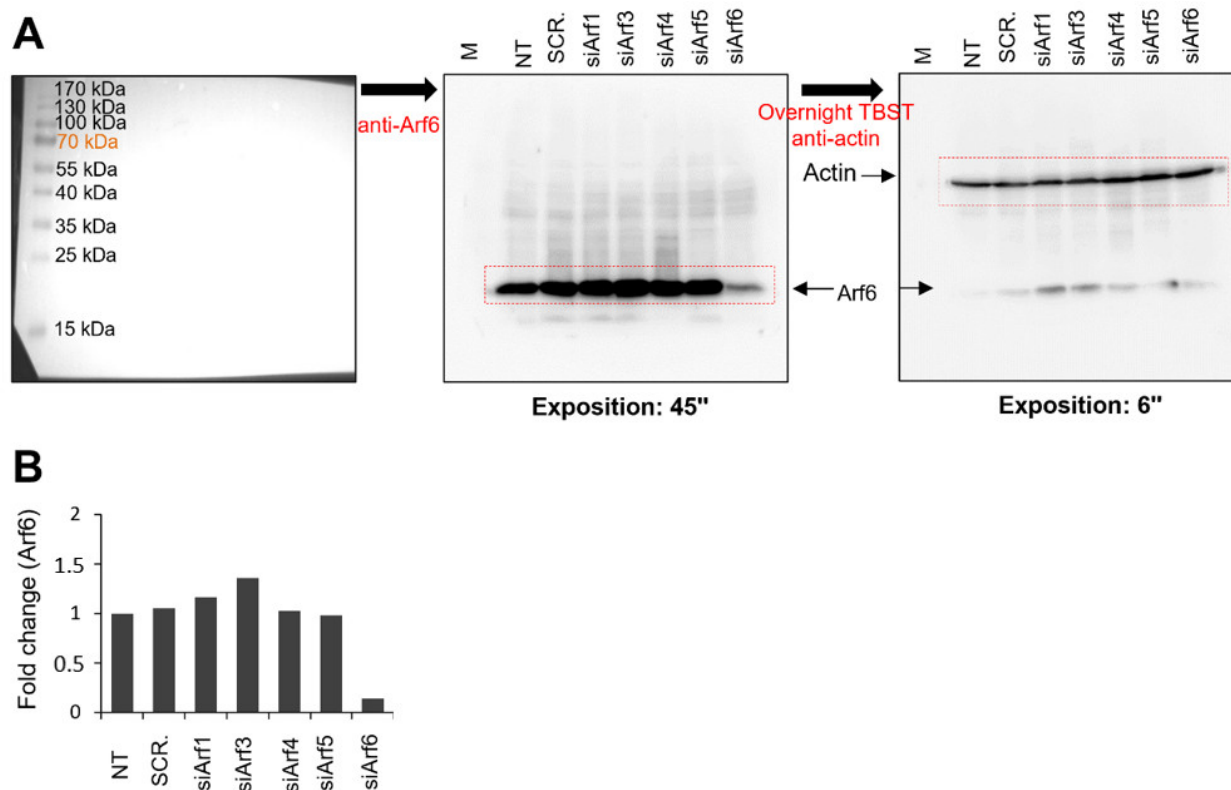 A
170 kDa
130 kDa
100 kDa
70 kDa
55 kDa
40 kDa
35 kDa
25 kDa
15 kDa
anti-Arf6
M
NT
SCR.
siArf1
siArf3
siArf4
siArf5
siArf6
Exposition: 45"
Overnight TBST
anti-actin
Actin
Arf6
M
NT
SCR.
siArf1
siArf3
siArf4
siArf5
siArf6
Exposition: 6"
B
Fold change (Arf6)
2
1.5
1
0.5
0
NT
SCR.
siArf1
siArf3
siArf4
siArf5
siArf6